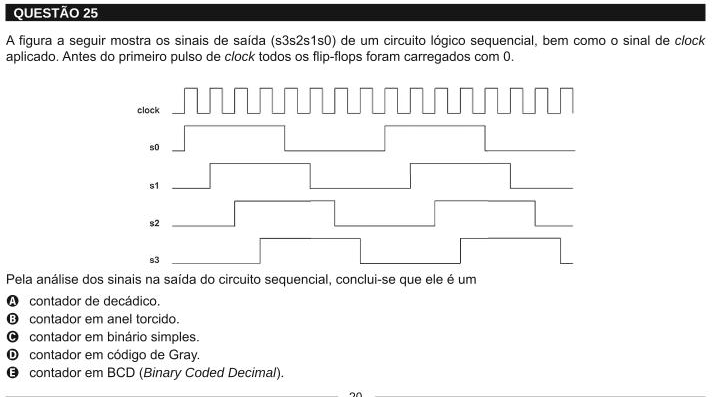 QUESTÃO 25
A figura a seguir mostra os sinais de saída (s3s2s1s0) de um circuito lógico sequencial, bem como o sinal de clock
aplicado. Antes do primeiro pulso de clock todos os flip-flops foram carregados com 0.
clock
s0
s1
s2
s3
Pela análise dos sinais na saída do circuito sequencial, conclui-se que ele é um
A contador de decádico.
B contador em anel torcido.
C contador em binário simples.
D contador em código de Gray.
E contador em BCD (Binary Coded Decimal).
20